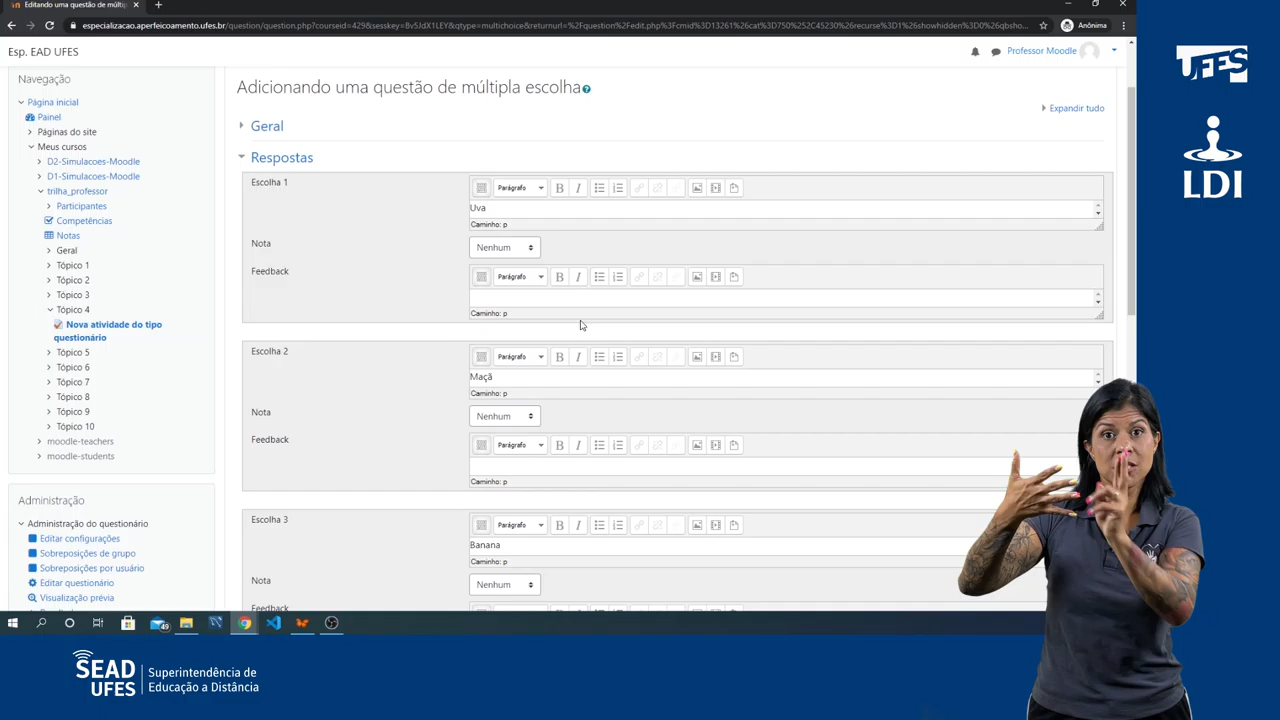 Editando uma questão de múltip
especializacao.aperfeicoamento.ufes.br/question/question.php?courseid=429&sesskey=8v5JdX1LEY&qtype=multichoice&returnurl=%2Fquestion%2Fedit.php%3Fcmid%3D13261%26cat%3D750%252C45230%26recurse%3D1%26showhidden%3D0%26qbsho...
Anônima
Esp. EAD UFES
Professor Moodle
Navegação
Página inicial
Painel
Páginas do site
Meus cursos
D2-Simulacoes-Moodle
D1-Simulacoes-Moodle
trilha_professor
Participantes
Competências
Notas
Geral
Tópico 1
Tópico 2
Tópico 3
Tópico 4
Nova atividade do tipo
questionário
Tópico 5
Tópico 6
Tópico 7
Tópico 8
Tópico 9
Tópico 10
moodle-teachers
moodle-students
Administração
Administração do questionário
Editar configurações
Sobreposições de grupo
Sobreposições por usuário
Editar questionário
Visualização prévia
Adicionando uma questão de múltipla escolha
Expandir tudo
Geral
Respostas
Escolha 1
Parágrafo B I
Uva
Caminho: p
Nota
Nenhum
Feedback
Parágrafo B I
Caminho: p
Escolha 2
Parágrafo B I
Maçã
Caminho: p
Nota
Nenhum
Feedback
Parágrafo B I
Caminho: p
Escolha 3
Parágrafo B I
Banana
Caminho: p
Nota
Nenhum
Feedback
49
UFES
LDI
SEAD
UFES
Superintendência de
Educação a Distância